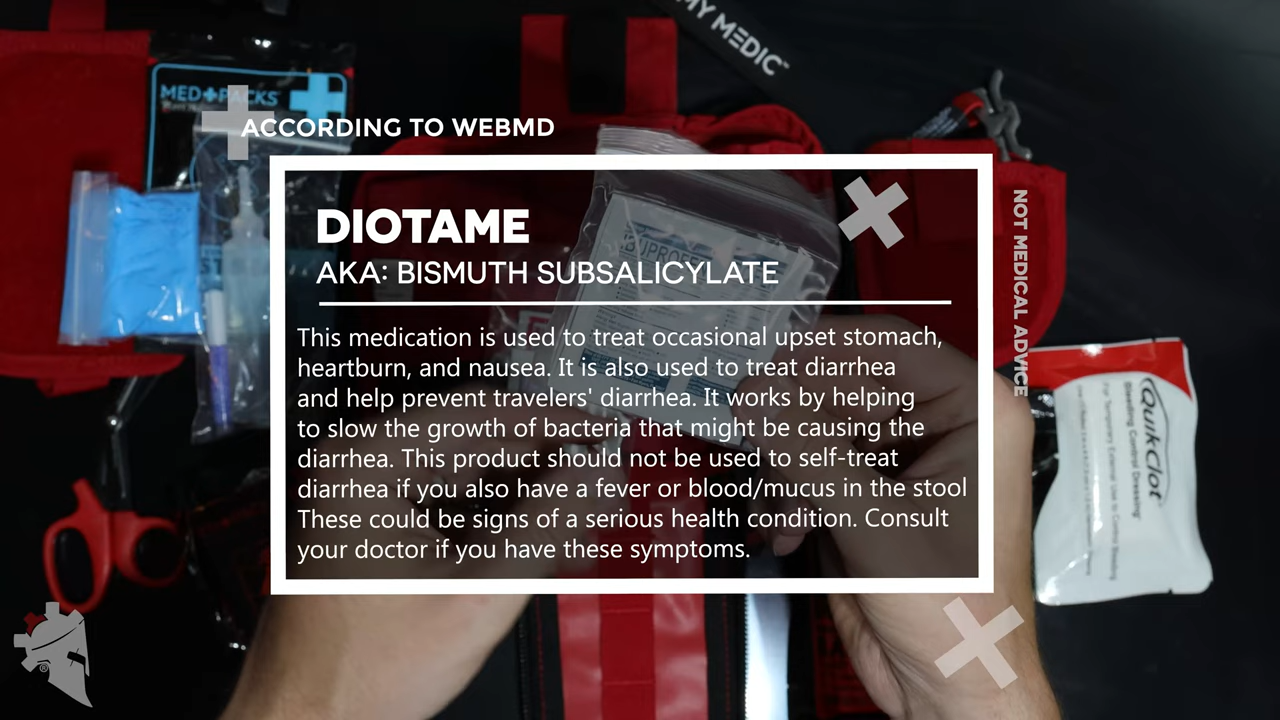 MY MEDIC™
MED+PACKS
ACCORDING TO WEBMD
DIOTAME
AKA: BISMUTH SUBSALICYLATE
This medication is used to treat occasional upset stomach,
heartburn, and nausea. It is also used to treat diarrhea
and help prevent travelers' diarrhea. It works by helping
to slow the growth of bacteria that might be causing the
diarrhea. This product should not be used to self-treat
diarrhea if you also have a fever or blood/mucus in the stool
These could be signs of a serious health condition. Consult
your doctor if you have these symptoms.
NOT MEDICAL ADVICE
QuikClot
Bleeding Control Dressing
®